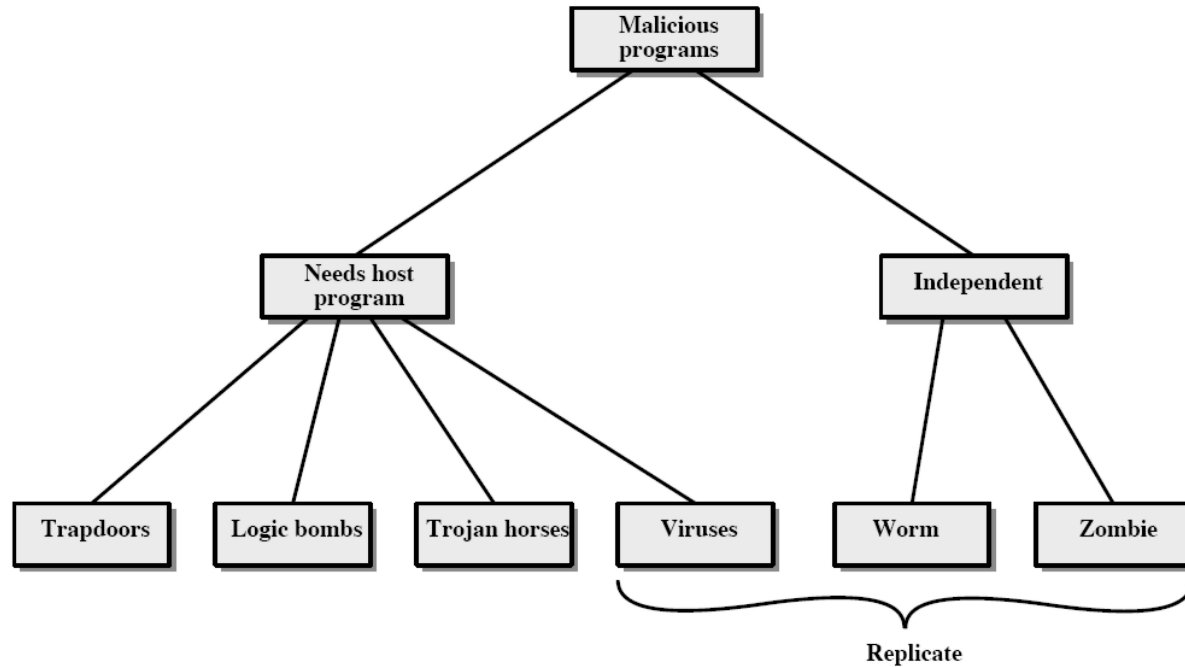 Malicious
programs
Needs host
program
Independent
Trapdoors
Logic bombs
Trojan horses
Viruses
Worm
Zombie
Replicate